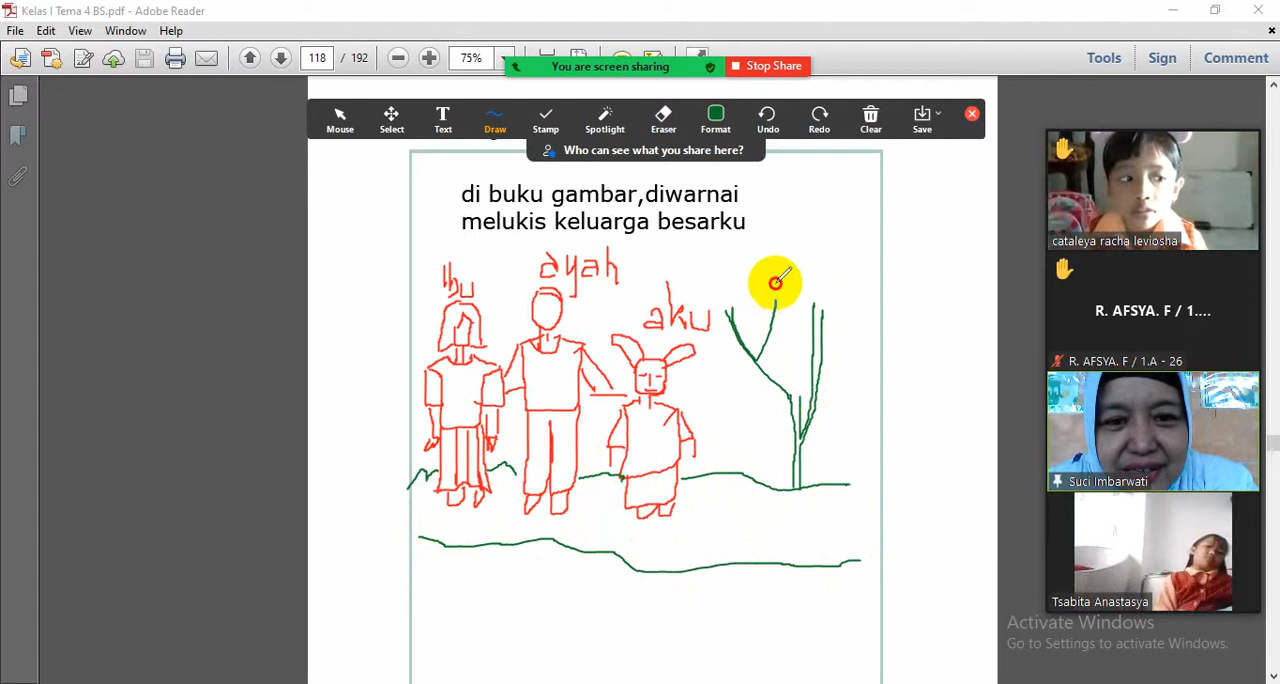 Kelas I Tema 4 BS.pdf - Adobe Reader
File Edit View Window Help
118 / 192 75% Tools Sign Comment
You are screen sharing Stop Share
Mouse Select Text Draw Stamp Spotlight Eraser Format Undo Redo Clear Save
Who can see what you share here?
di buku gambar,diwarnai
melukis keluarga besarku
ibu
ayah
aku
cataleya racha leviosha
R. AFSYA. F / 1....
R. AFSYA. F / 1.A - 26
Suci Imbarwati
Tsabita Anastasya
Activate Windows
Go to Settings to activate Windows.